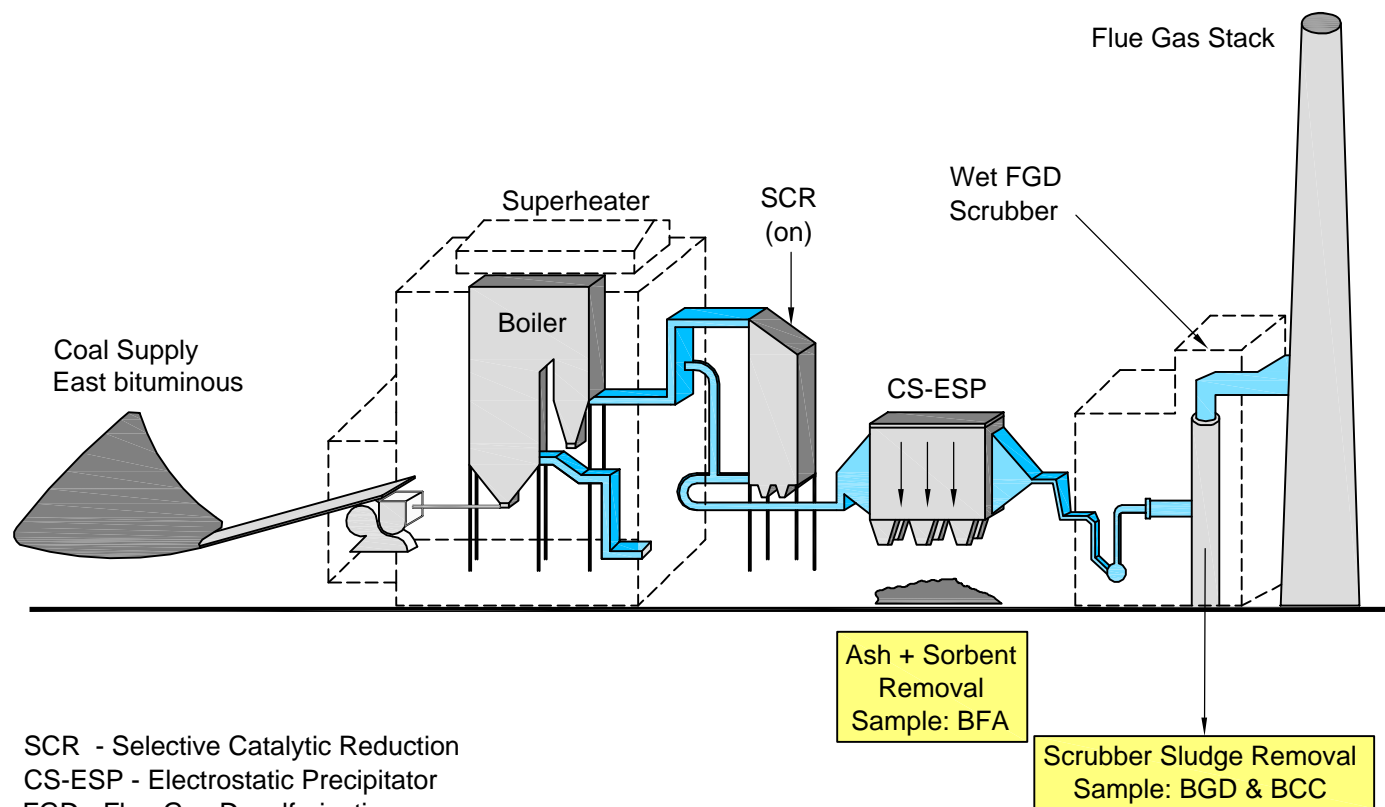 Flue Gas Stack
Wet FGD
Scrubber
SCR
(on)
Superheater
Boiler
Coal Supply
East bituminous
CS-ESP
Ash + Sorbent
Removal
Sample: BFA
Scrubber Sludge Removal
Sample: BGD & BCC
SCR - Selective Catalytic Reduction
CS-ESP - Electrostatic Precipitator